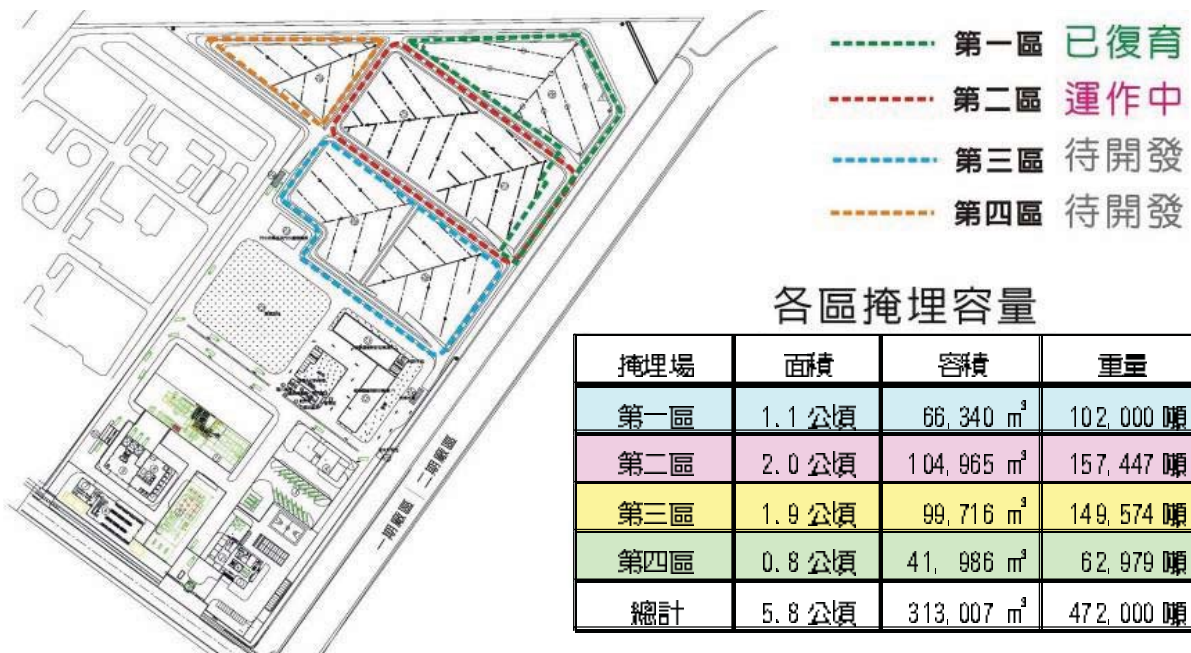 第一區 已復育
第二區 運作中
第三區 待開發
第四區 待開發
各區掩埋容量
掩埋場 面積 容積 重量
第一區 1.1 公頃 66,340 m³ 102,000 噸
第二區 2.0 公頃 104,965 m³ 157,447 噸
第三區 1.9 公頃 99,716 m³ 149,574 噸
第四區 0.8 公頃 41, 986 m³ 62,979 噸
總計 5.8 公頃 313,007 m³ 472,000 噸
一期廠區 二期廠區